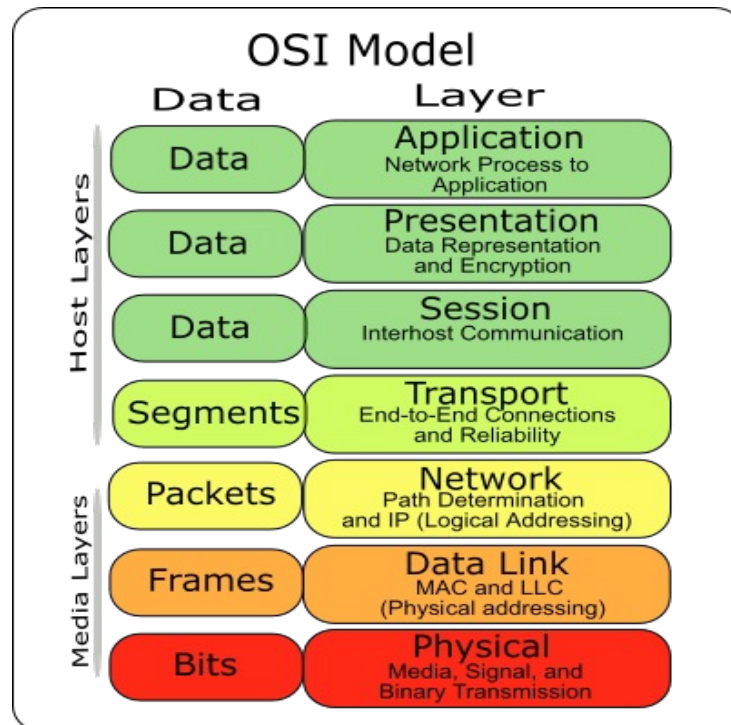 OSI Model
Data Layer
Host Layers
Data
Application
Network Process to
Application
Data
Presentation
Data Representation
and Encryption
Data
Session
Interhost Communication
Segments
Transport
End-to-End Connections
and Reliability
Media Layers
Packets
Network
Path Determination
and IP (Logical Addressing)
Frames
Data Link
MAC and LLC
(Physical addressing)
Bits
Physical
Media, Signal, and
Binary Transmission